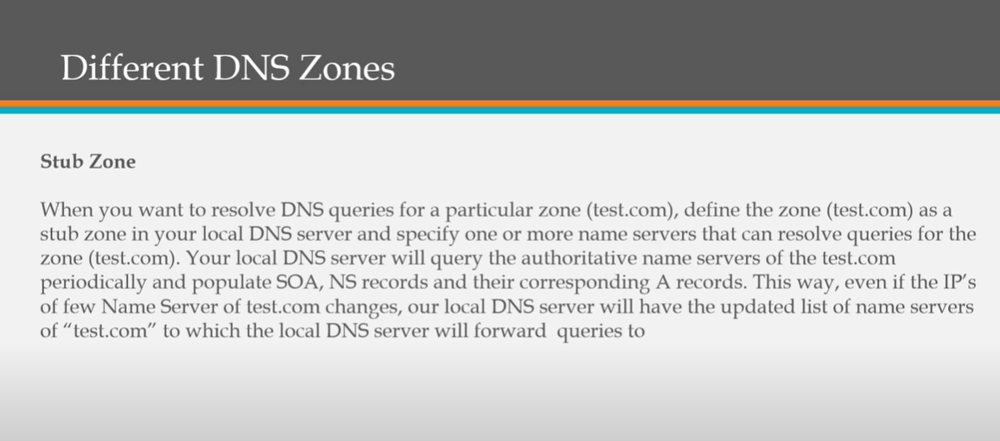 Different DNS Zones
Stub Zone
When you want to resolve DNS queries for a particular zone (test.com), define the zone (test.com) as a
stub zone in your local DNS server and specify one or more name servers that can resolve queries for the
zone (test.com). Your local DNS server will query the authoritative name servers of the test.com
periodically and populate SOA, NS records and their corresponding A records. This way, even if the IP’s
of few Name Server of test.com changes, our local DNS server will have the updated list of name servers
of “test.com” to which the local DNS server will forward  queries to